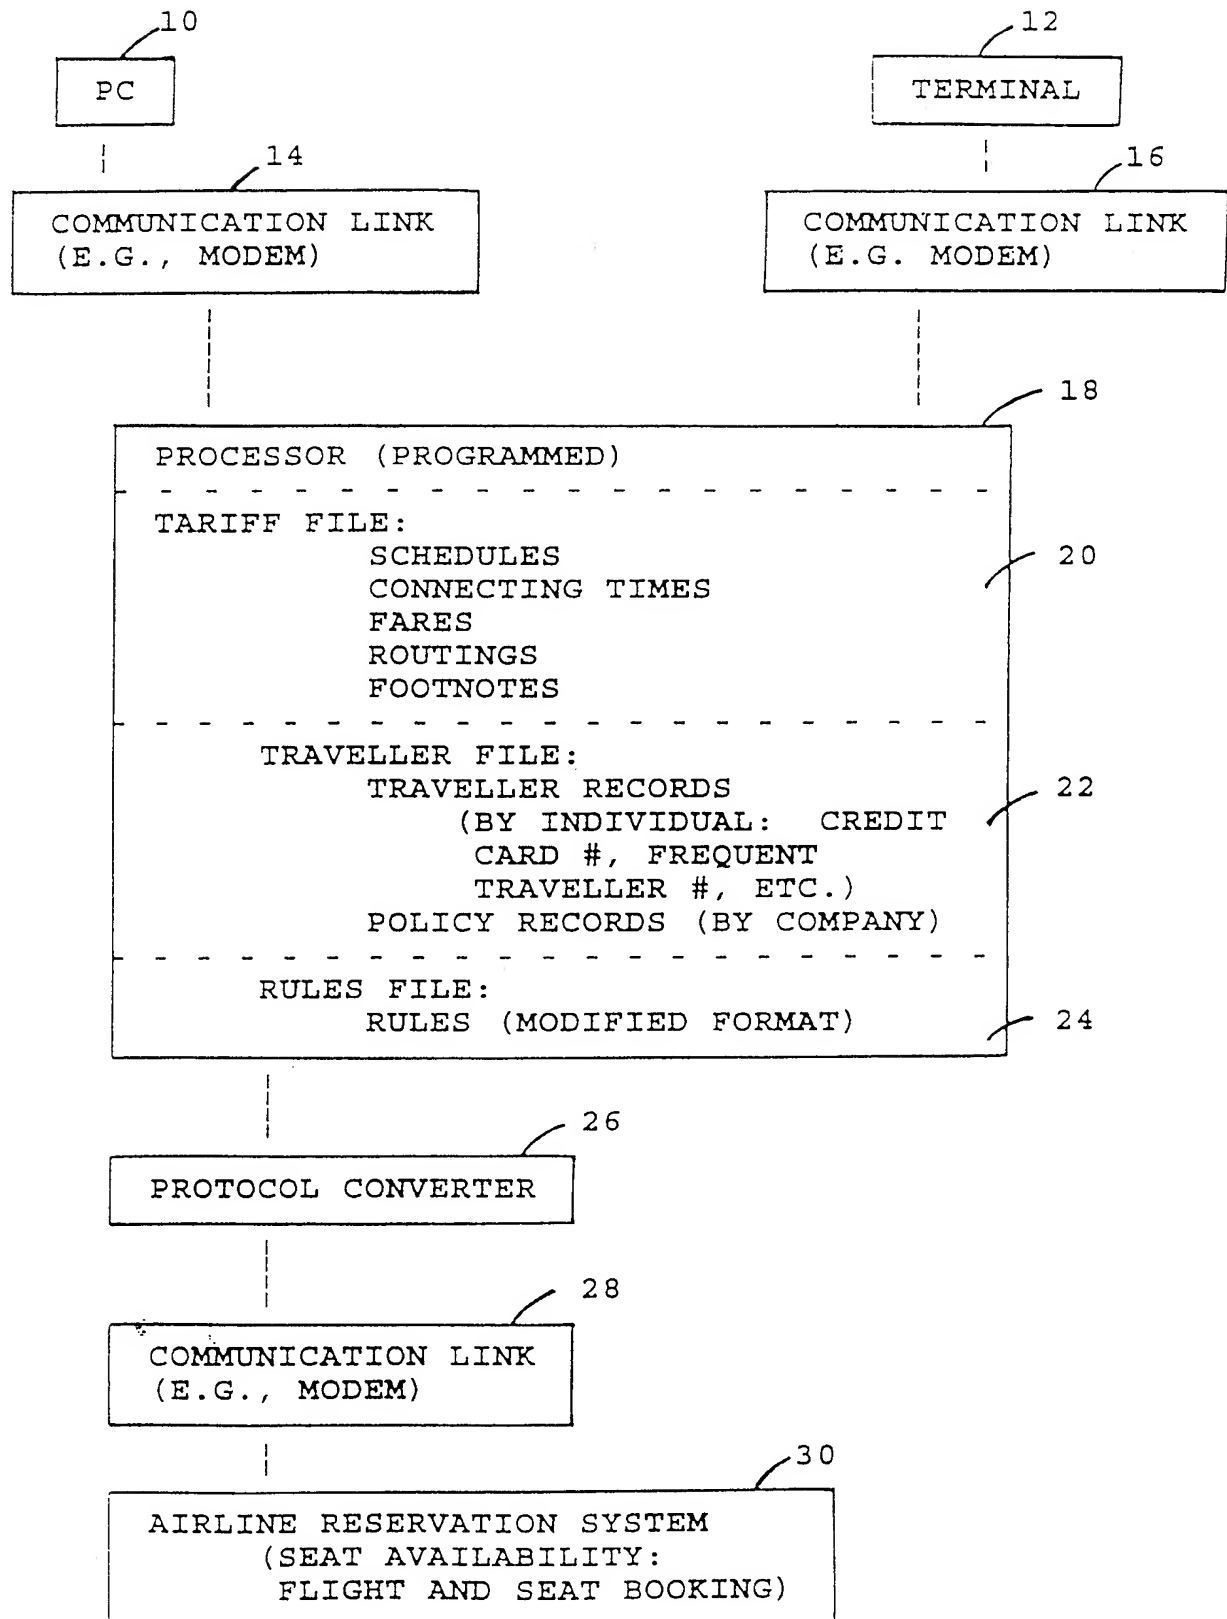 10
12
PC
TERMINAL
14
16
COMMUNICATION LINK
(E.G., MODEM)
COMMUNICATION LINK
(E.G. MODEM)
18
PROCESSOR (PROGRAMMED)
TARIFF FILE:
SCHEDULES
20
CONNECTING TIMES
FARES
ROUTINGS
FOOTNOTES
TRAVELLER FILE:
TRAVELLER RECORDS
22
(BY INDIVIDUAL: CREDIT
CARD #, FREQUENT
TRAVELLER #, ETC.)
POLICY RECORDS (BY COMPANY)
RULES FILE:
RULES (MODIFIED FORMAT)
24
26
PROTOCOL CONVERTER
28
COMMUNICATION LINK
(E.G., MODEM)
30
AIRLINE RESERVATION SYSTEM
(SEAT AVAILABILITY:
FLIGHT AND SEAT BOOKING)